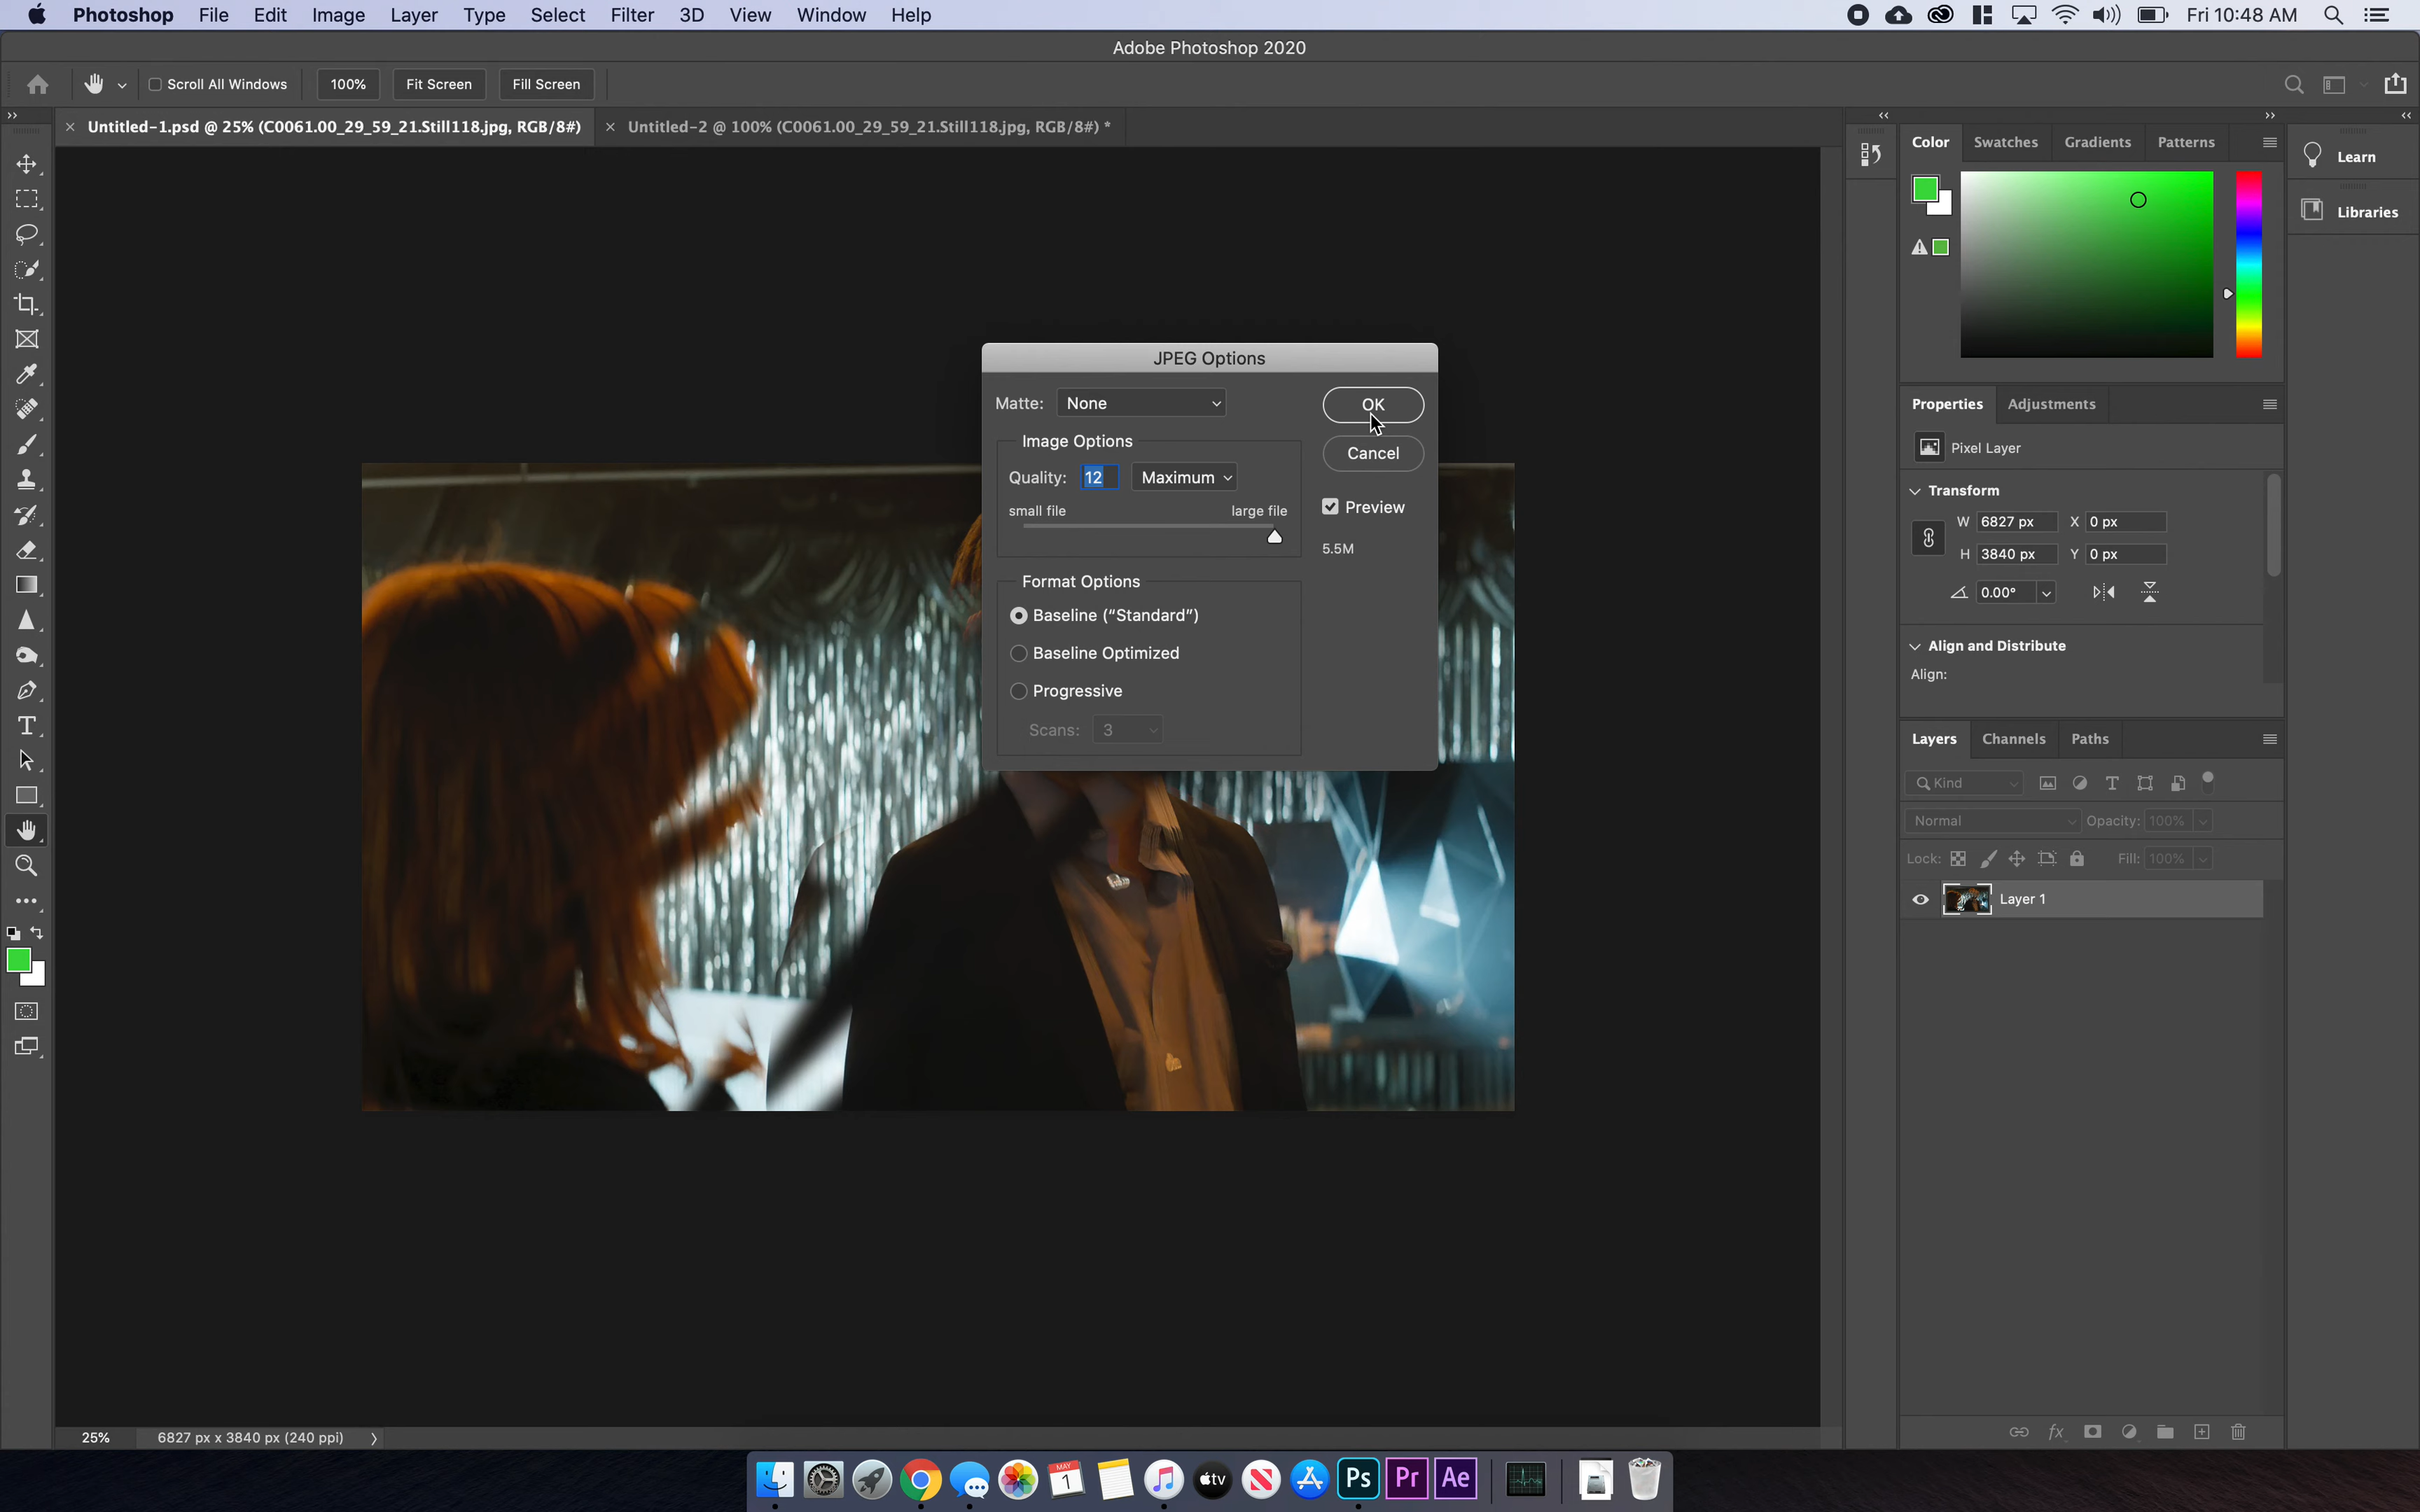 Photoshop File Edit Image Layer Type Select Filter 3D View Window Help Fri 10:48 AM
Adobe Photoshop 2020
Scroll All Windows 100% Fit Screen Fill Screen
Untitled-1.psd @ 25% (C0061.00_29_59_21.Still118.jpg, RGB/8#) Untitled-2 @ 100% (C0061.00_29_59_21.Still118.jpg, RGB/8#) *
Color Swatches Gradients Patterns
Learn
Libraries
JPEG Options
Matte: None OK
Cancel
Image Options
Quality: 12 Maximum
small file large file
Preview
5.5M
Format Options
Baseline (“Standard”)
Baseline Optimized
Progressive
Scans: 3
Properties Adjustments
Pixel Layer
Transform
W 6827 px X 0 px
H 3840 px Y 0 px
0.00°
Align and Distribute
Align:
Layers Channels Paths
Kind
Normal Opacity: 100%
Lock: Fill: 100%
Layer 1
25% 6827 px x 3840 px (240 ppi)
MAY
1
tv
Ps Pr Ae